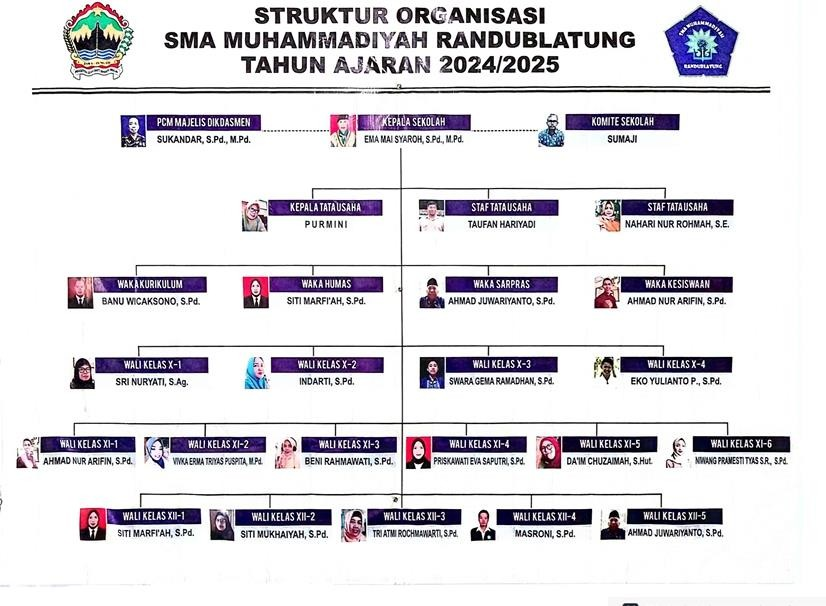 STRUKTUR ORGANISASI
SMA MUHAMMADIYAH RANDUBLATUNG
TAHUN AJARAN 2024/2025
SMA MUHAMMADIYAH
RANDUBLATUNG
PCM MAJELIS DIKDASMEN
SUKANDAR, S.Pd., M.Pd.
KEPALA SEKOLAH
EMA MAI SYAROH, S.Pd., M.Pd.
KOMITE SEKOLAH
SUMAJI
KEPALA TATA USAHA
PURMINI
STAF TATA USAHA
TAUFAN HARIYADI
STAF TATA USAHA
NAHARI NUR ROHMAH, S.E.
WAKA KURIKULUM
BANU WICAKSONO, S.Pd.
WAKA HUMAS
SITI MARFI'AH, S.Pd.
WAKA SARPRAS
AHMAD JUWARIYANTO, S.Pd.
WAKA KESISWAAN
AHMAD NUR ARIFIN, S.Pd.
WALI KELAS X-1
SRI NURYATI, S.Ag.
WALI KELAS X-2
INDARTI, S.Pd.
WALI KELAS X-3
SWARA GEMA RAMADHAN, S.Pd.
WALI KELAS X-4
EKO YULIANTO P., S.Pd.
WALI KELAS XI-1
AHMAD NUR ARIFIN, S.Pd.
WALI KELAS XI-2
VIVKA ERMA TRIYAS PUSPITA, M.Pd.
WALI KELAS XI-3
BENI RAHMAWATI, S.Pd.
WALI KELAS XI-4
PRISKAWATI EVA SAPUTRI, S.Pd.
WALI KELAS XI-5
DA'IM CHUZAIMAH, S.Hut.
WALI KELAS XI-6
NIWANG PRAMESTI TYAS S.R., S.Pd.
WALI KELAS XII-1
SITI MARFI'AH, S.Pd.
WALI KELAS XII-2
SITI MUKHAIYAH, S.Pd.
WALI KELAS XII-3
TRI ATMI ROCHMAWARTI, S.Pd.
WALI KELAS XII-4
MASRONI, S.Pd.
WALI KELAS XII-5
AHMAD JUWARIYANTO, S.Pd.